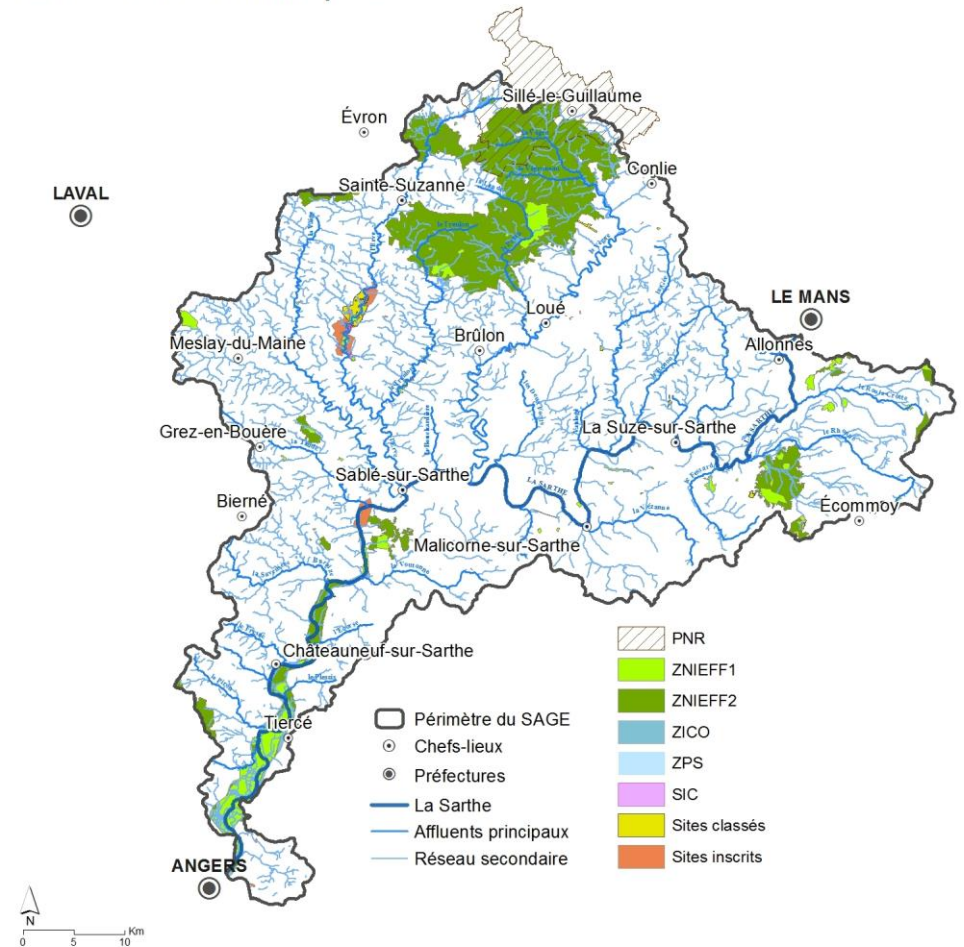 Sillé-le-Guillaume
Évron
Conlie
LAVAL
Sainte-Suzanne
LE MANS
Loué
Meslay-du-Maine
Brûlon
Allonnes
La Suze-sur-Sarthe
Grez-en-Bouère
Sablé-sur-Sarthe
LA SARTHE
LA SARTHE
Bierné
Écommoy
Malicorne-sur-Sarthe
Châteauneuf-sur-Sarthe
Tiercé
ANGERS
Périmètre du SAGE
Chefs-lieux
Préfectures
La Sarthe
Affluents principaux
Réseau secondaire
PNR
ZNIEFF1
ZNIEFF2
ZICO
ZPS
SIC
Sites classés
Sites inscrits
N
Km
0 5 10